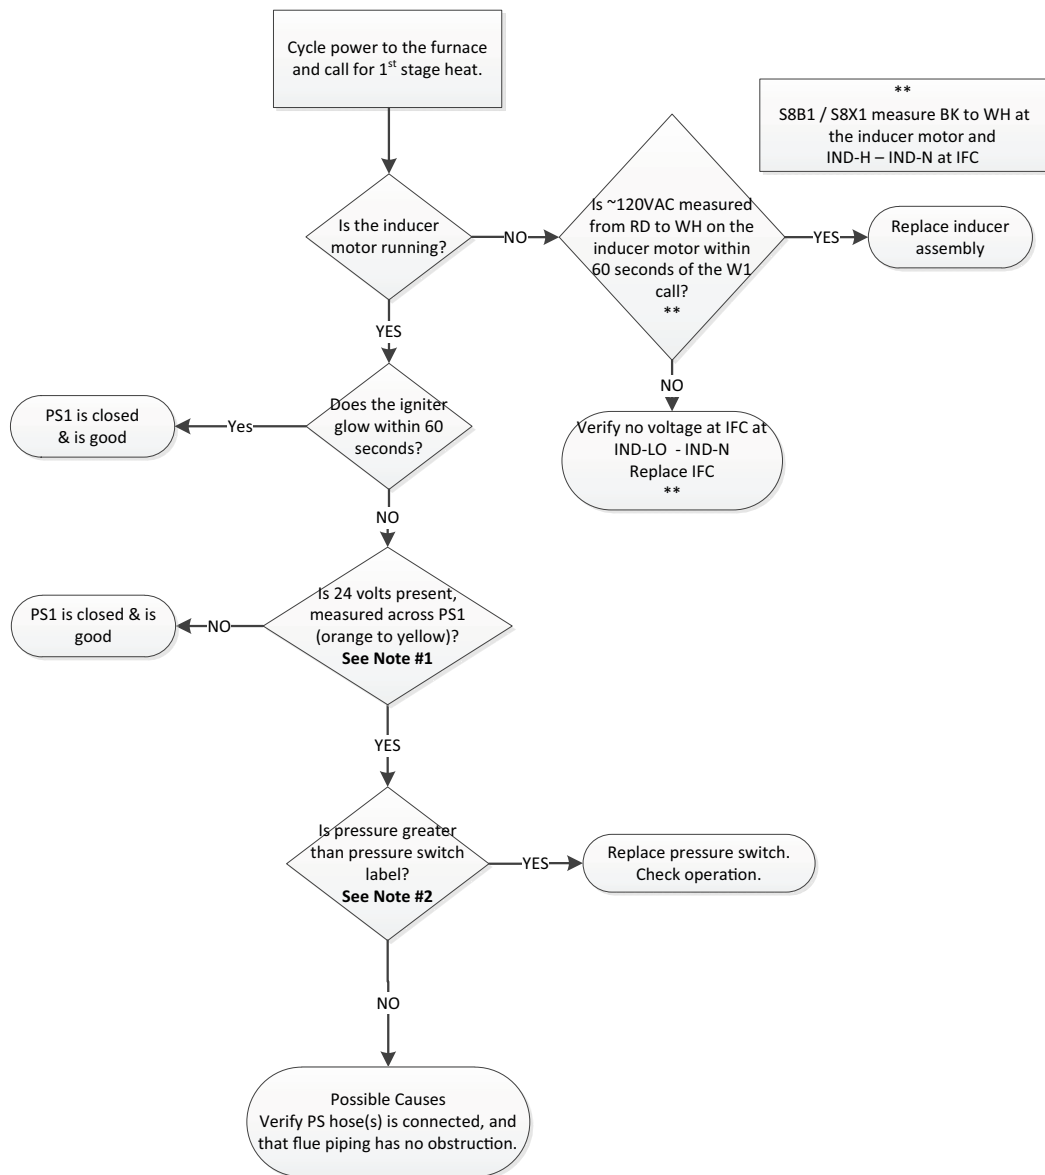 Cycle power to the furnace
and call for 1st stage heat.
**
S8B1 / S8X1 measure BK to WH at
the inducer motor and
IND-H – IND-N at IFC
Is the inducer
motor running?
NO
Is ~120VAC measured
from RD to WH on the
inducer motor within
60 seconds of the W1
call?
**
YES
Replace inducer
assembly
YES
NO
Verify no voltage at IFC at
IND-LO - IND-N
Replace IFC
**
Does the igniter
glow within 60
seconds?
Yes
PS1 is closed
& is good
NO
Is 24 volts present,
measured across PS1
(orange to yellow)?
See Note #1
NO
PS1 is closed & is
good
YES
Is pressure greater
than pressure switch
label?
See Note #2
YES
Replace pressure switch.
Check operation.
NO
Possible Causes
Verify PS hose(s) is connected, and
that flue piping has no obstruction.